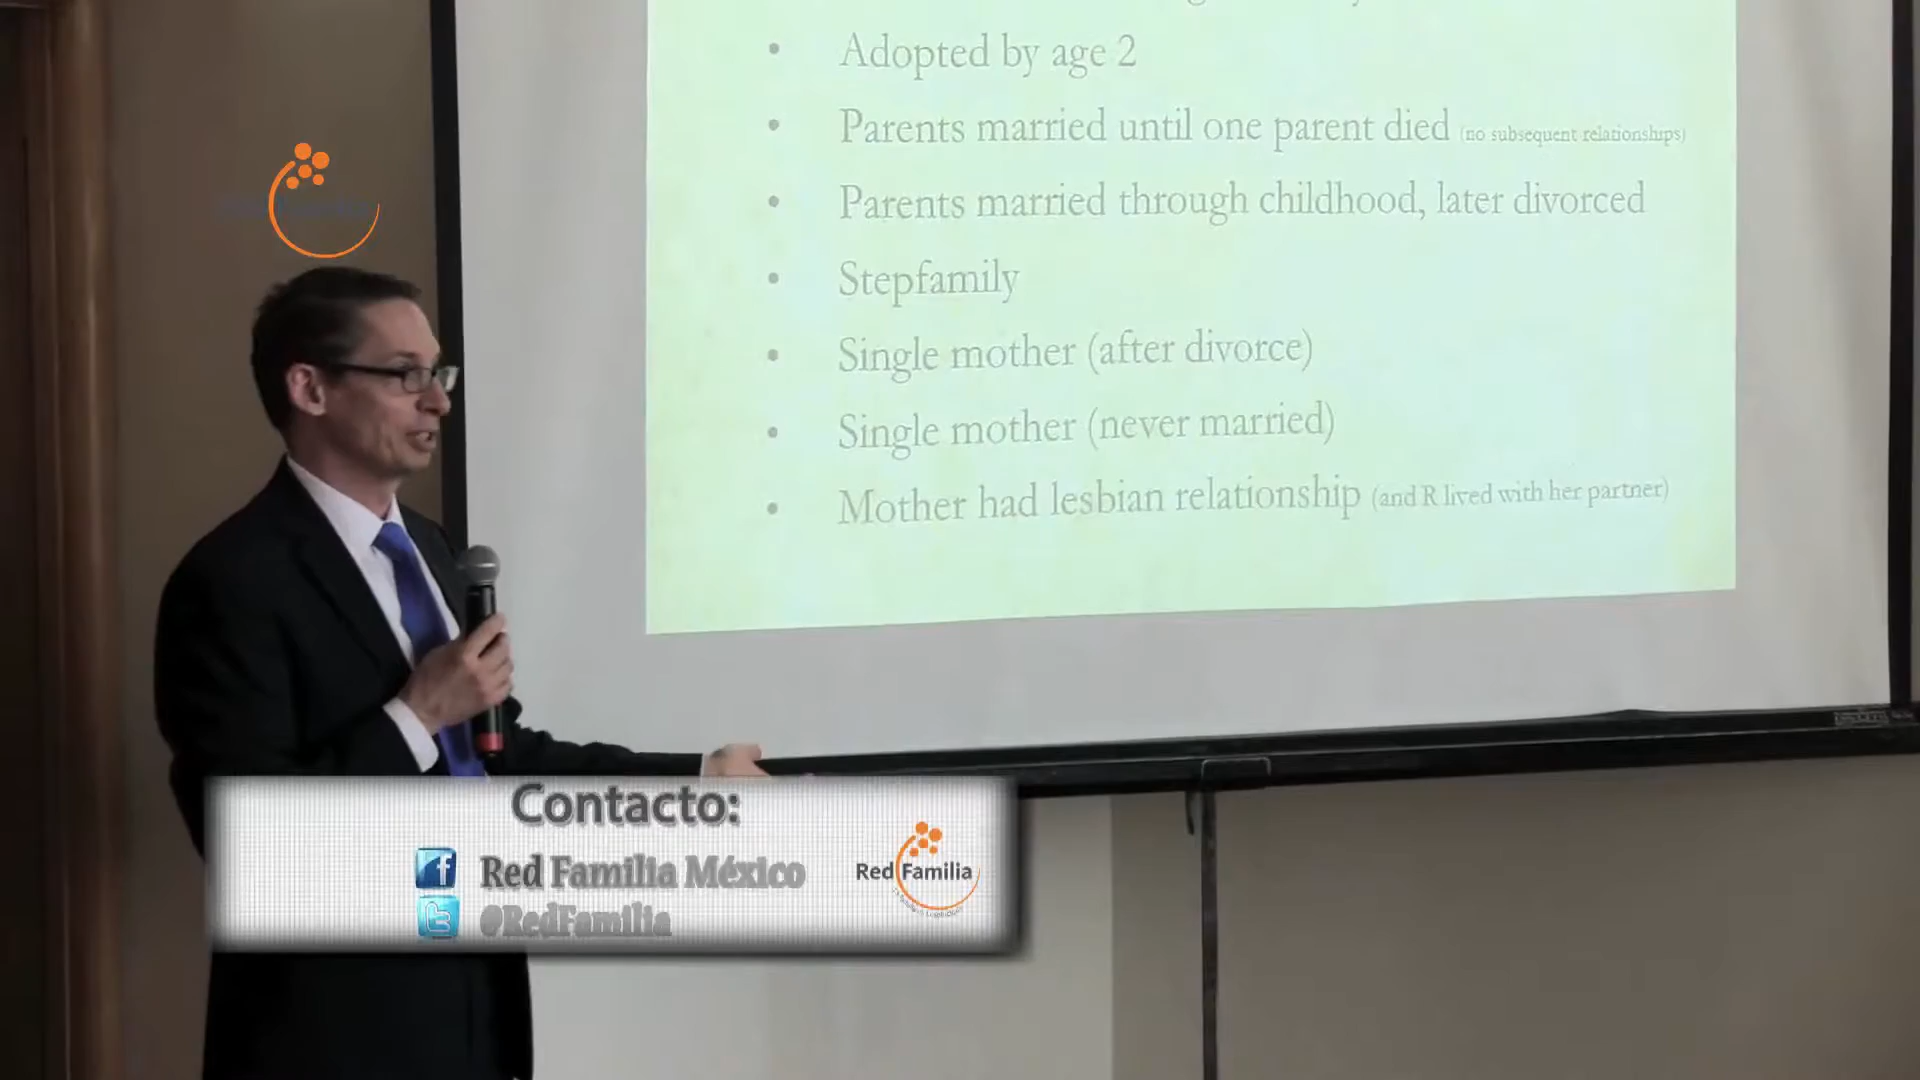 Adopted by age 2
Parents married until one parent died (no subsequent relationships)
Parents married through childhood, later divorced
Stepfamily
Single mother (after divorce)
Single mother (never married)
Mother had lesbian relationship (and R lived with her partner)
Contacto:
Red Familia México
@RedFamilia
Red Familia